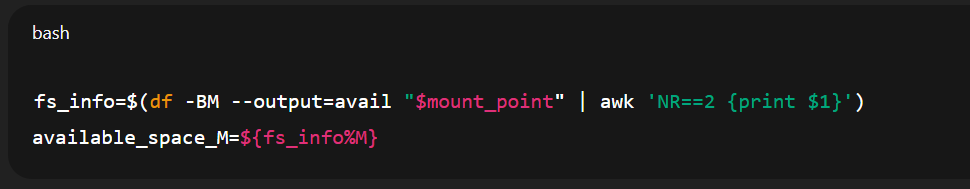 bash
fs_info=$(df -BM --output=avail "$mount_point" | awk 'NR==2 {print $1}')
available_space_M=${fs_info%M}